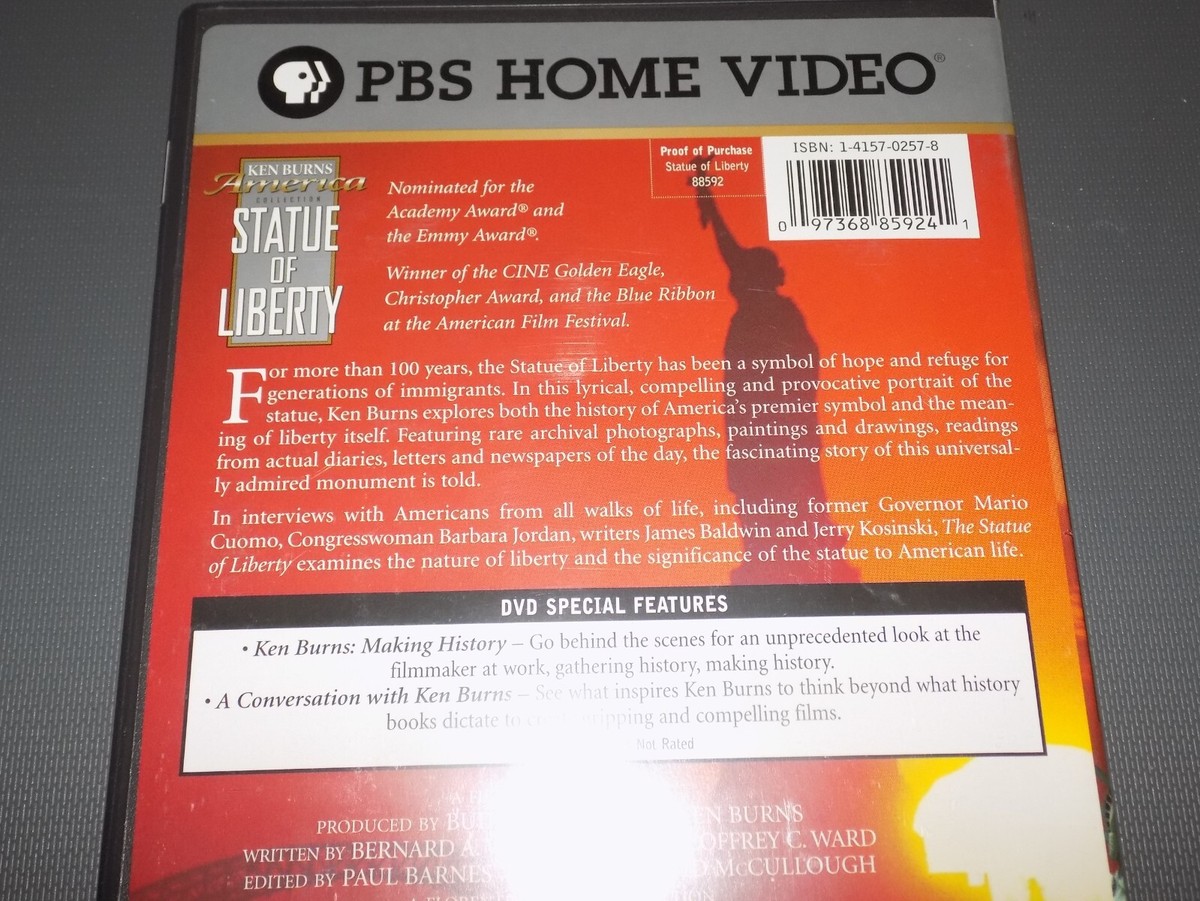 PBS HOME VIDEO®
KEN BURNS
America
COLLECTION
STATUE
OF
LIBERTY
Nominated for the
Academy Award® and
the Emmy Award®.
Winner of the CINE Golden Eagle,
Christopher Award, and the Blue Ribbon
at the American Film Festival.
Proof of Purchase
Statue of Liberty
88592
ISBN: 1-4157-0257-8
0 97368 85924 1
For more than 100 years, the Statue of Liberty has been a symbol of hope and refuge for
generations of immigrants. In this lyrical, compelling and provocative portrait of the
statue, Ken Burns explores both the history of America's premier symbol and the mean-
ing of liberty itself. Featuring rare archival photographs, paintings and drawings, readings
from actual diaries, letters and newspapers of the day, the fascinating story of this universal-
ly admired monument is told.
In interviews with Americans from all walks of life, including former Governor Mario
Cuomo, Congresswoman Barbara Jordan, writers James Baldwin and Jerry Kosinski, The Statue
of Liberty examines the nature of liberty and the significance of the statue to American life.
DVD SPECIAL FEATURES
• Ken Burns: Making History – Go behind the scenes for an unprecedented look at the
filmmaker at work, gathering history, making history.
• A Conversation with Ken Burns – See what inspires Ken Burns to think beyond what history
books dictate to gripping and compelling films.
Not Rated
PRODUCED BY BURNS
WRITTEN BY BERNARD A. C. WARD
EDITED BY PAUL BARNES McCULLOUGH